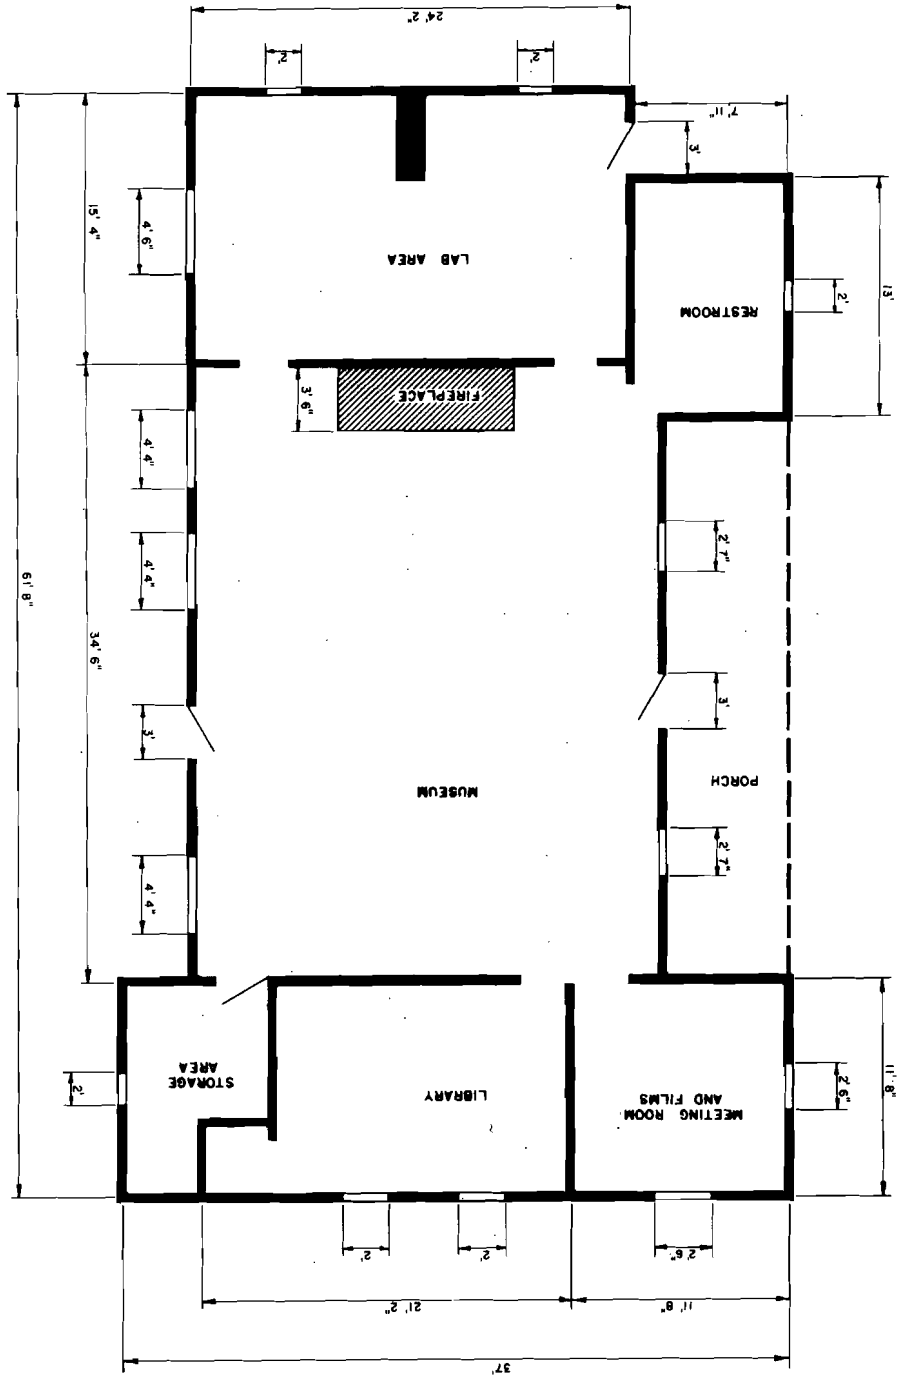 37'
11' 8"
21' 2"
2' 6"
2'
2'
11' 8"
2' 6"
MEETING ROOM
AND FILMS
LIBRARY
STORAGE
AREA
2'
61' 8"
34' 6"
PORCH
2' 7"
3'
2' 7"
MUSEUM
4' 4"
3'
4' 4"
4' 4"
FIREPLACE
3' 6"
13'
2'
RESTROOM
LAB AREA
4' 6"
15' 4"
3'
7' 11"
2'
2'
24' 2"